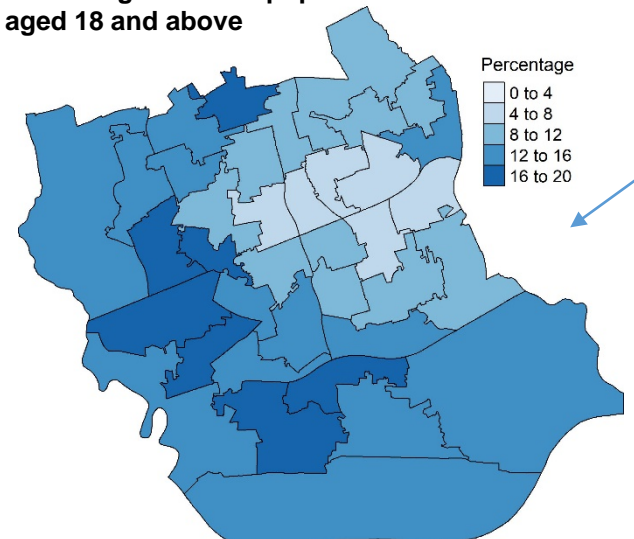 aged 18 and above
Percentage
0 to 4
4 to 8
8 to 12
12 to 16
16 to 20